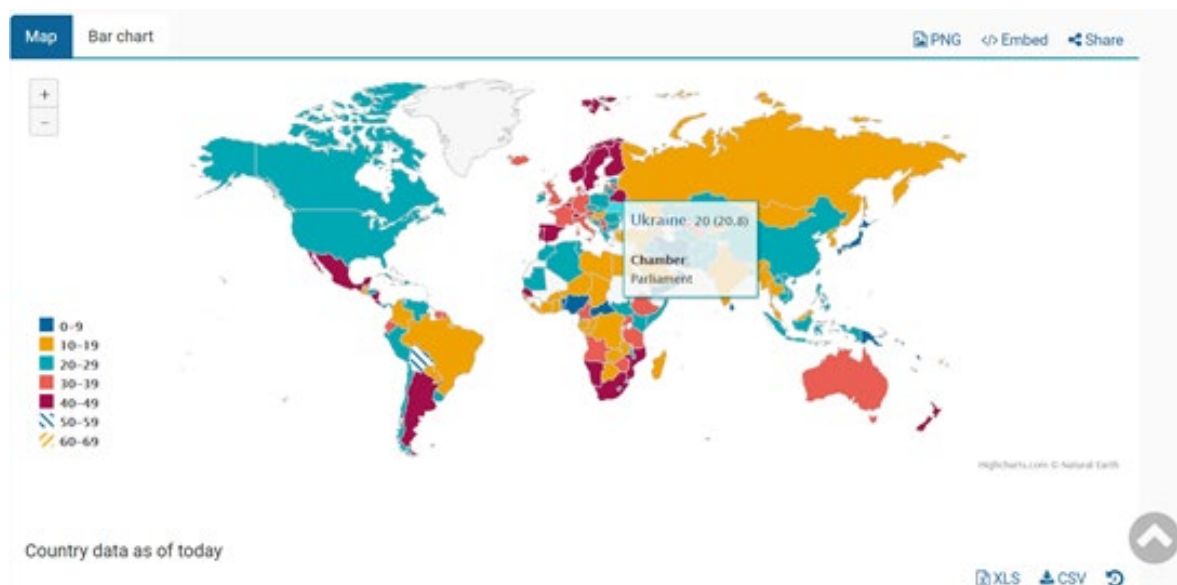 Map
Bar chart
PNG
</> Embed
Share
+
−
Ukraine: 20 (20.8)
Chamber:
Parliament
0–9
10–19
20–29
30–39
40–49
50–59
60–69
Highcharts.com © Natural Earth
Country data as of today
XLS
CSV